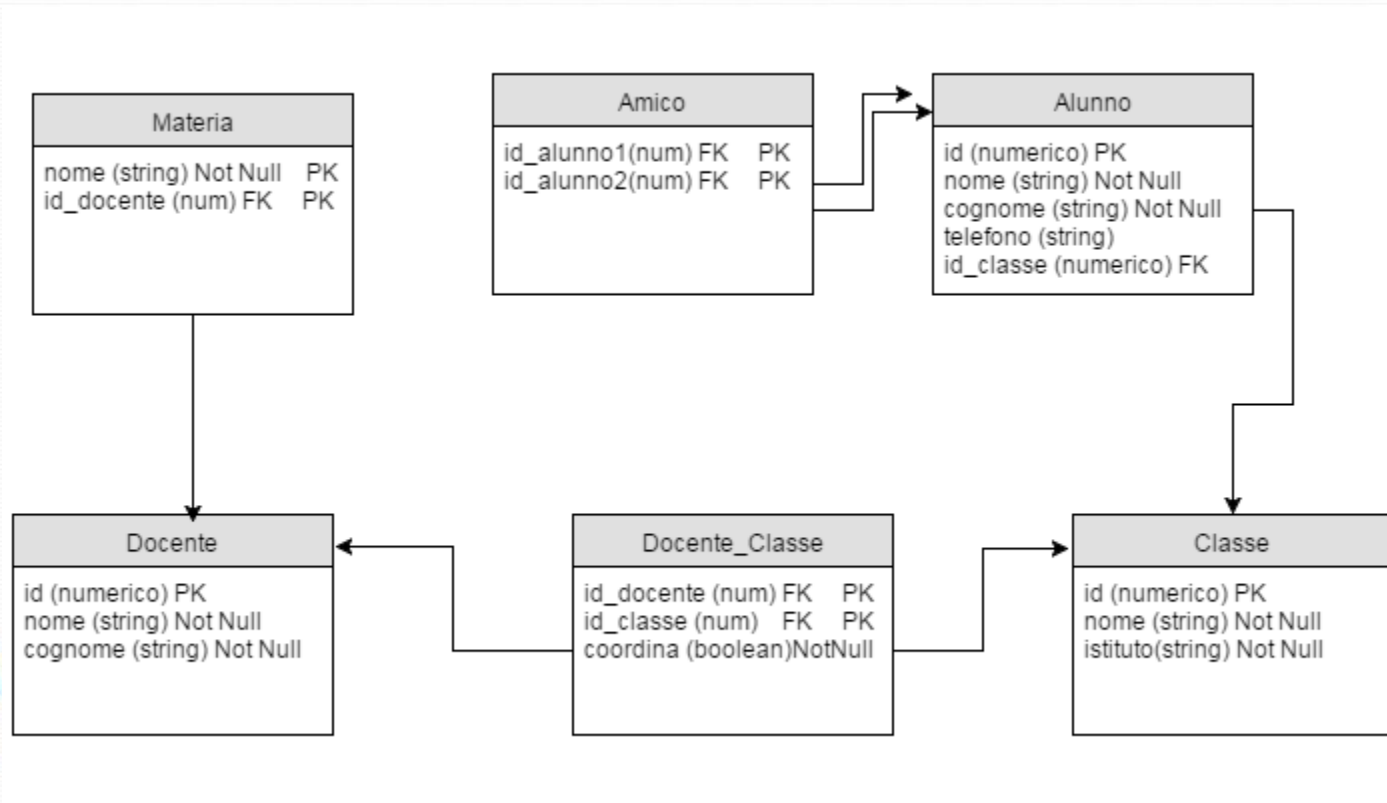 Materia
nome (string) Not Null PK
id_docente (num) FK PK
Amico
id_alunno1(num) FK PK
id_alunno2(num) FK PK
Alunno
id (numerico) PK
nome (string) Not Null
cognome (string) Not Null
telefono (string)
id_classe (numerico) FK
Docente
id (numerico) PK
nome (string) Not Null
cognome (string) Not Null
Docente_Classe
id_docente (num) FK PK
id_classe (num) FK PK
coordina (boolean)NotNull
Classe
id (numerico) PK
nome (string) Not Null
istituto(string) Not Null